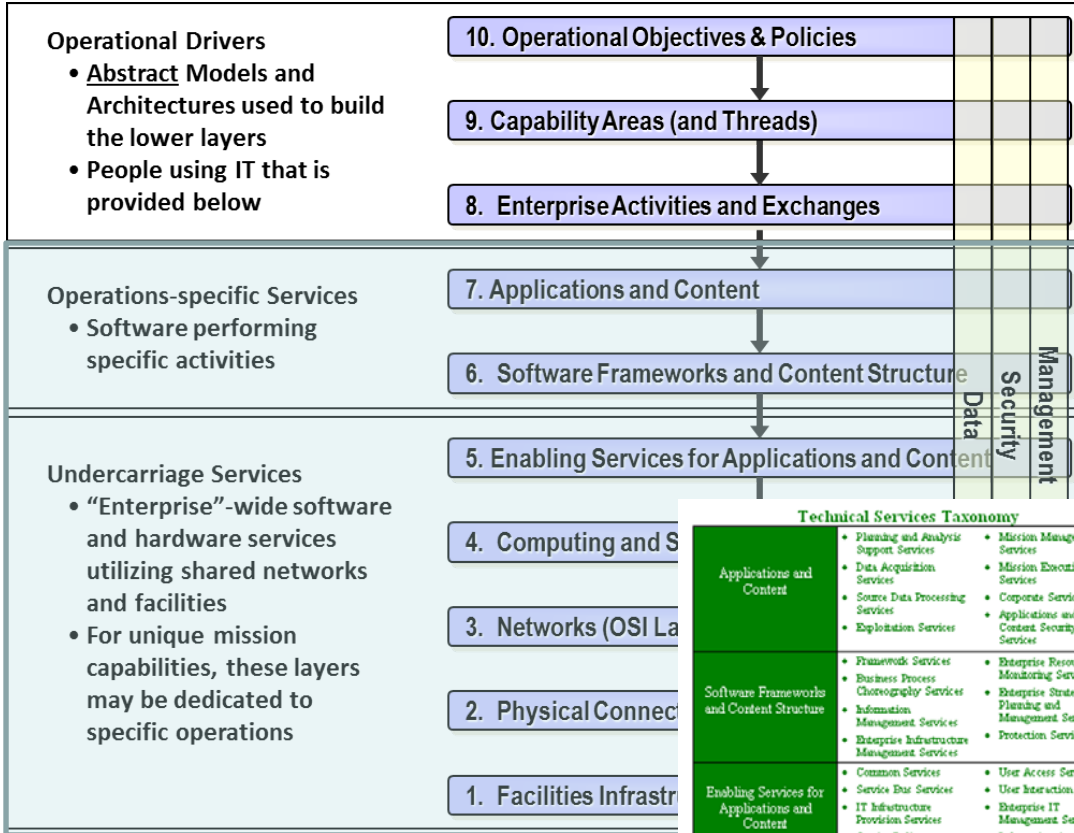 Operational Drivers
• Abstract Models and
Architectures used to build
the lower layers
• People using IT that is
provided below
10. Operational Objectives & Policies
9. Capability Areas (and Threads)
8. Enterprise Activities and Exchanges
Operations-specific Services
• Software performing
specific activities
7. Applications and Content
6. Software Frameworks and Content Structure
Undercarriage Services
• “Enterprise”-wide software
and hardware services
utilizing shared networks
and facilities
• For unique mission
capabilities, these layers
may be dedicated to
specific operations
5. Enabling Services for Applications and Content
4. Computing and S
3. Networks (OSI La
2. Physical Connect
1. Facilities Infrastr
Data
Security
Management
Technical Services Taxonomy
Applications and
Content
• Planning and Analysis
Support Services
• Data Acquisition
Services
• Source Data Processing
Services
• Exploitation Services
• Mission Manag
Services
• Mission Executi
Services
• Corporate Servic
• Applications and
Content Security
Services
Software Frameworks
and Content Structure
• Framework Services
• Business Process
Choreography Services
• Information
Management Services
• Enterprise Infrastructure
Management Services
• Enterprise Resou
Monitoring Serv
• Enterprise Strate
Planning and
Management Se
• Protection Servi
Enabling Services for
Applications and
Content
• Common Services
• Service Bus Services
• IT Infrastructure
Provision Services
• User Access Ser
• User Interaction
• Enterprise IT
Management Se